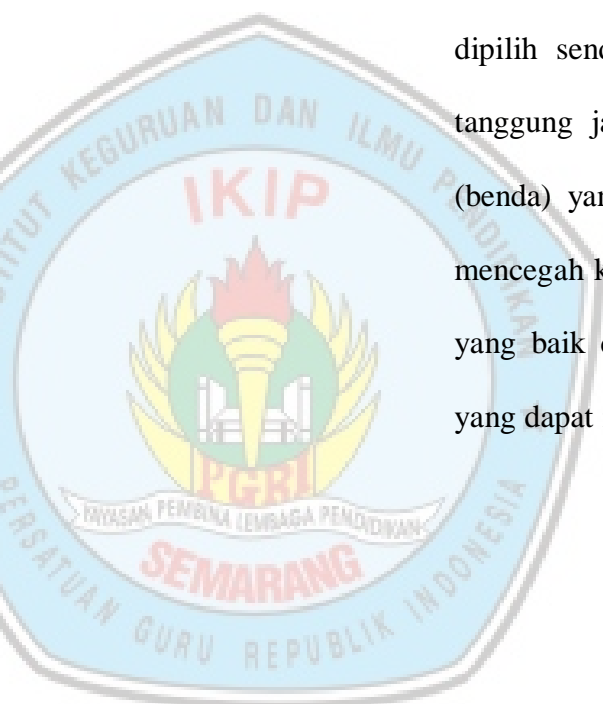 INSTITUT KEGURUAN DAN ILMU PENDIDIKAN
IKIP
PGRI
YAYASAN PEMBINA LEMBAGA PENDIDIKAN
SEMARANG
PERSATUAN GURU REPUBLIK INDONESIA
dipilih send
tanggung ja
(benda) yan
mencegah k
yang baik
yang dapat